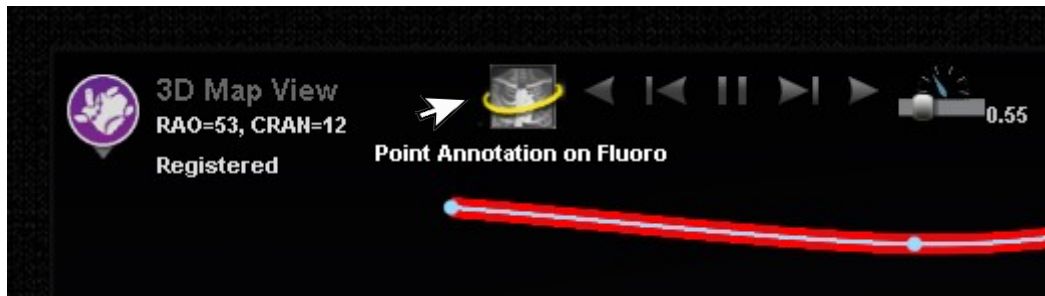 3D Map View
RAO=53, CRAN=12
Registered
Point Annotation on Fluoro
0.55